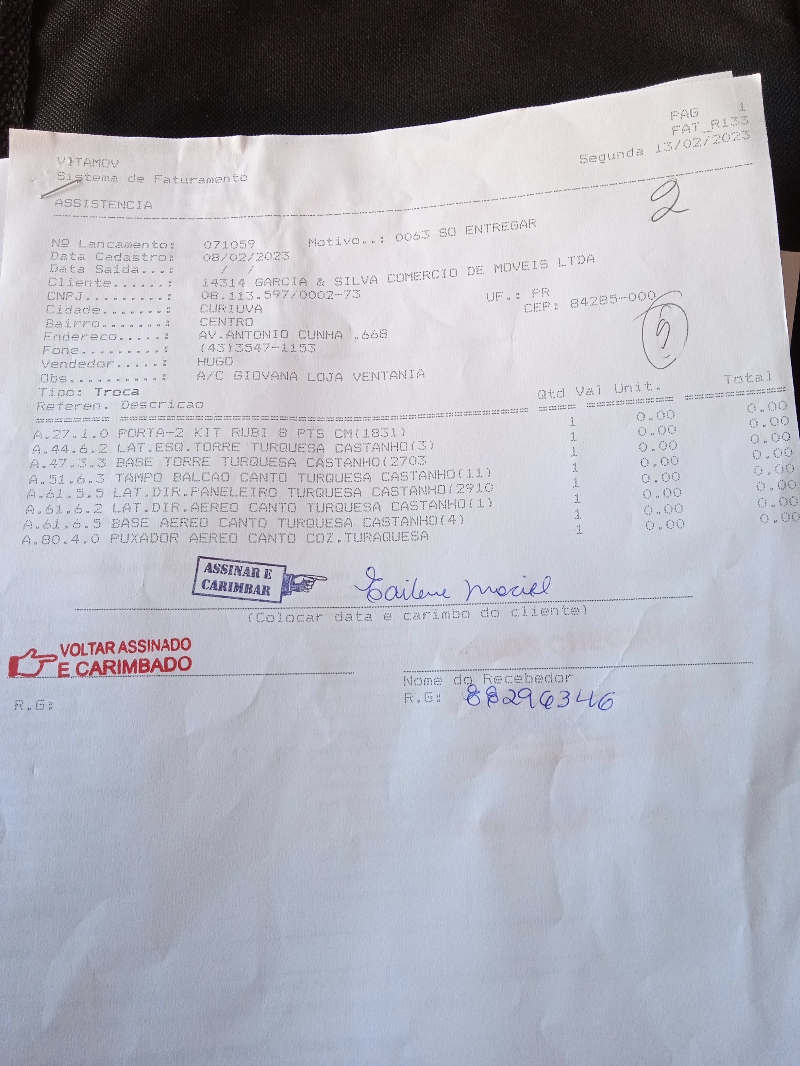 PAG 1
VITAMOV FAT_R133
Sistema de Faturamento Segunda 13/02/2023
ASSISTENCIA
2
Nº Lancamento: 071059 Motivo..: 0063 SO ENTREGAR
Data Cadastro: 08/02/2023
Data Saida...: / /
Cliente......: 14314 GARCIA & SILVA COMERCIO DE MOVEIS LTDA
CNPJ.........: 08.113.597/0002-73 UF.: PR
Cidade.......: CURIUVA CEP: 84285-000
Bairro.......: CENTRO
Endereco.....: AV.ANTONIO CUNHA ,668
Fone.........: (43)3547-1153
Vendedor.....: HUGO
Obs..........: A/C GIOVANA LOJA VENTANIA
Tipo: Troca
Referen. Descricao Qtd Val Unit. Total
A.27.1.0 PORTA-2 KIT RUBI 8 PTS CM(1831) 1 0.00 0.00
A.44.6.2 LAT.ESQ.TORRE TURQUESA CASTANHO(3) 1 0.00 0.00
A.47.3.3 BASE TORRE TURQUESA CASTANHO(2703 1 0.00 0.00
A.51.6.3 TAMPO BALCAO CANTO TURQUESA CASTANHO(11) 1 0.00 0.00
A.61.5.5 LAT.DIR.PANELEIRO TURQUESA CASTANHO(2910 1 0.00 0.00
A.61.6.2 LAT.DIR.AEREO CANTO TURQUESA CASTANHO(1) 1 0.00 0.00
A.61.6.5 BASE AEREO CANTO TURQUESA CASTANHO(4) 1 0.00 0.00
A.80.4.0 PUXADOR AEREO CANTO COZ.TURAQUESA 1 0.00 0.00
ASSINAR E
CARIMBAR
Maciel
(Colocar data e carimbo do cliente)
VOLTAR ASSINADO
E CARIMBADO
Nome do Recebedor
R.G: R.G: 88296346